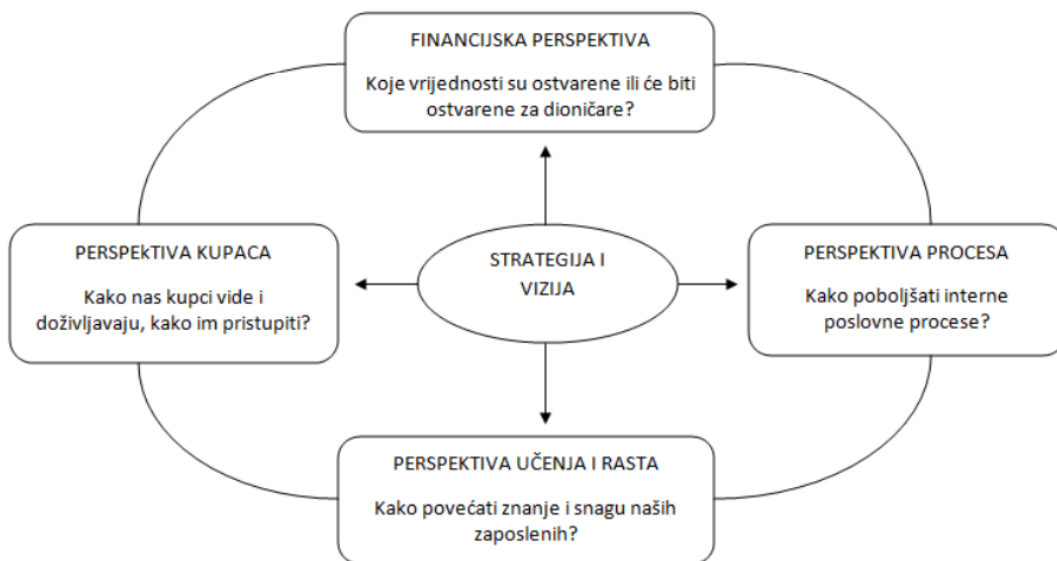 FINANCIJSKA PERSPEKTIVA
Koje vrijednosti su ostvarene ili će biti
ostvarene za dioničare?
PERSPEkTIVA KUPACA
Kako nas kupci vide i
doživljavaju, kako im pristupiti?
STRATEGIJA I
VIZIJA
PERSPEKTIVA PROCESA
Kako poboljšati interne
poslovne procese?
PERSPEKTIVA UČENJA I RASTA
Kako povećati znanje i snagu naših
zaposlenih?